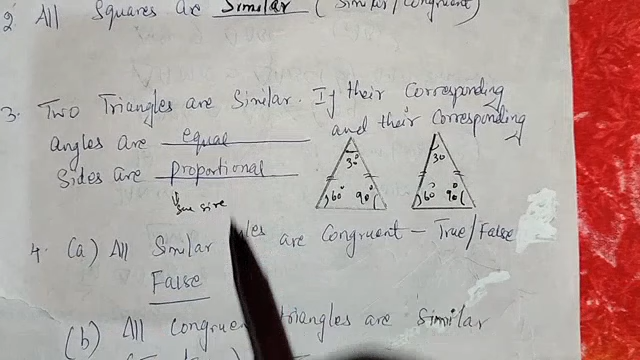 2. All Squares are Similar (Similar/Congruent)
3. Two Triangles are Similar. If their Corresponding
angles are equal and their Corresponding
Sides are Proportional
30° 30
60° 90° 60° 90°
4. (a) All Similar are Congruent – True/False
False
(b) All Congruent triangles are Similar